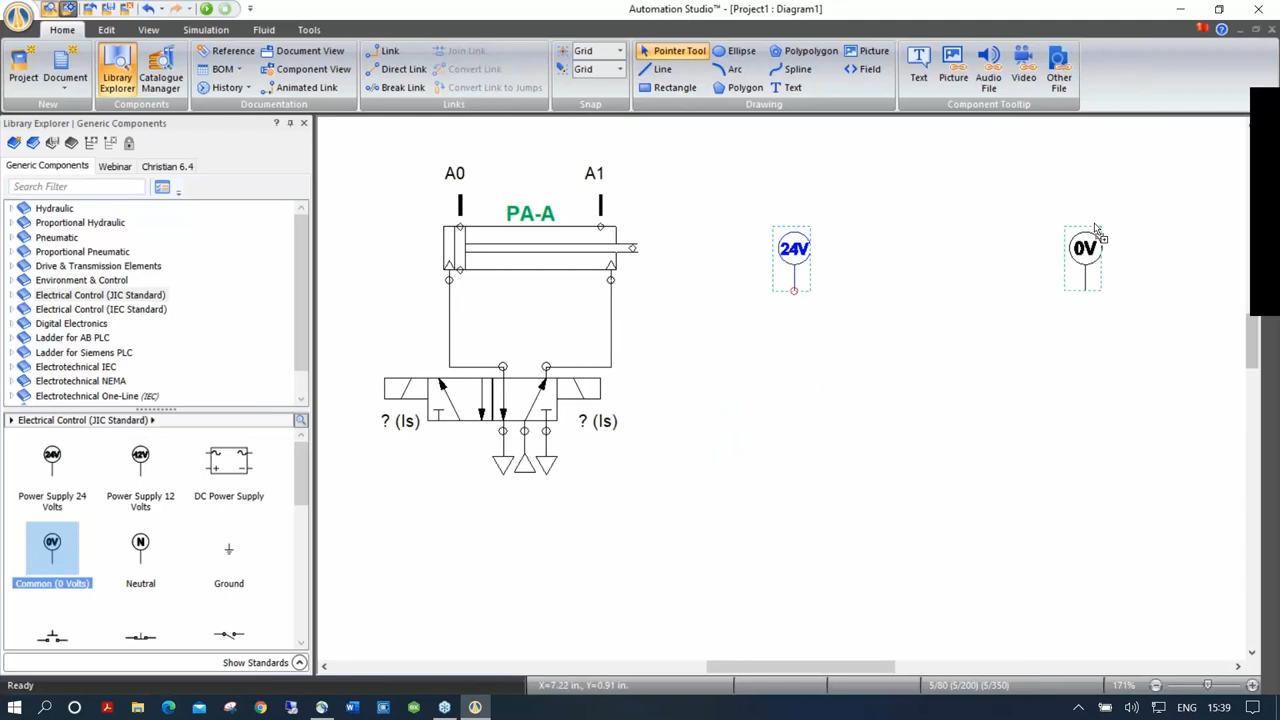 Automation Studio™ - [Project1 : Diagram1]
Home Edit View Simulation Fluid Tools
Project
Document
New
Library Explorer
Catalogue Manager
Components
Reference
BOM
History
Document View
Component View
Animated Link
Documentation
Link
Direct Link
Break Link
Join Link
Convert Link
Convert Link to Jumps
Links
Grid
Grid
Snap
Pointer Tool
Line
Rectangle
Ellipse
Arc
Polygon
Polypolygon
Spline
Text
Picture
Field
Drawing
Text
Picture
Audio File
Video
Other File
Component Tooltip
Library Explorer | Generic Components
Generic Components Webinar Christian 6.4
Search Filter
Hydraulic
Proportional Hydraulic
Pneumatic
Proportional Pneumatic
Drive & Transmission Elements
Environment & Control
Electrical Control (JIC Standard)
Electrical Control (IEC Standard)
Digital Electronics
Ladder for AB PLC
Ladder for Siemens PLC
Electrotechnical IEC
Electrotechnical NEMA
Electrotechnical One-Line (IEC)
Electrical Control (JIC Standard)
24V
12V
Power Supply 24 Volts
Power Supply 12 Volts
DC Power Supply
0V
N
Common (0 Volts)
Neutral
Ground
Show Standards
A0 A1
PA-A
24V
0V
? (ls) ? (ls)
Ready
X=7.22 in., Y=0.91 in.
5/80 (5/200) (5/350)
171%
ENG 15:39